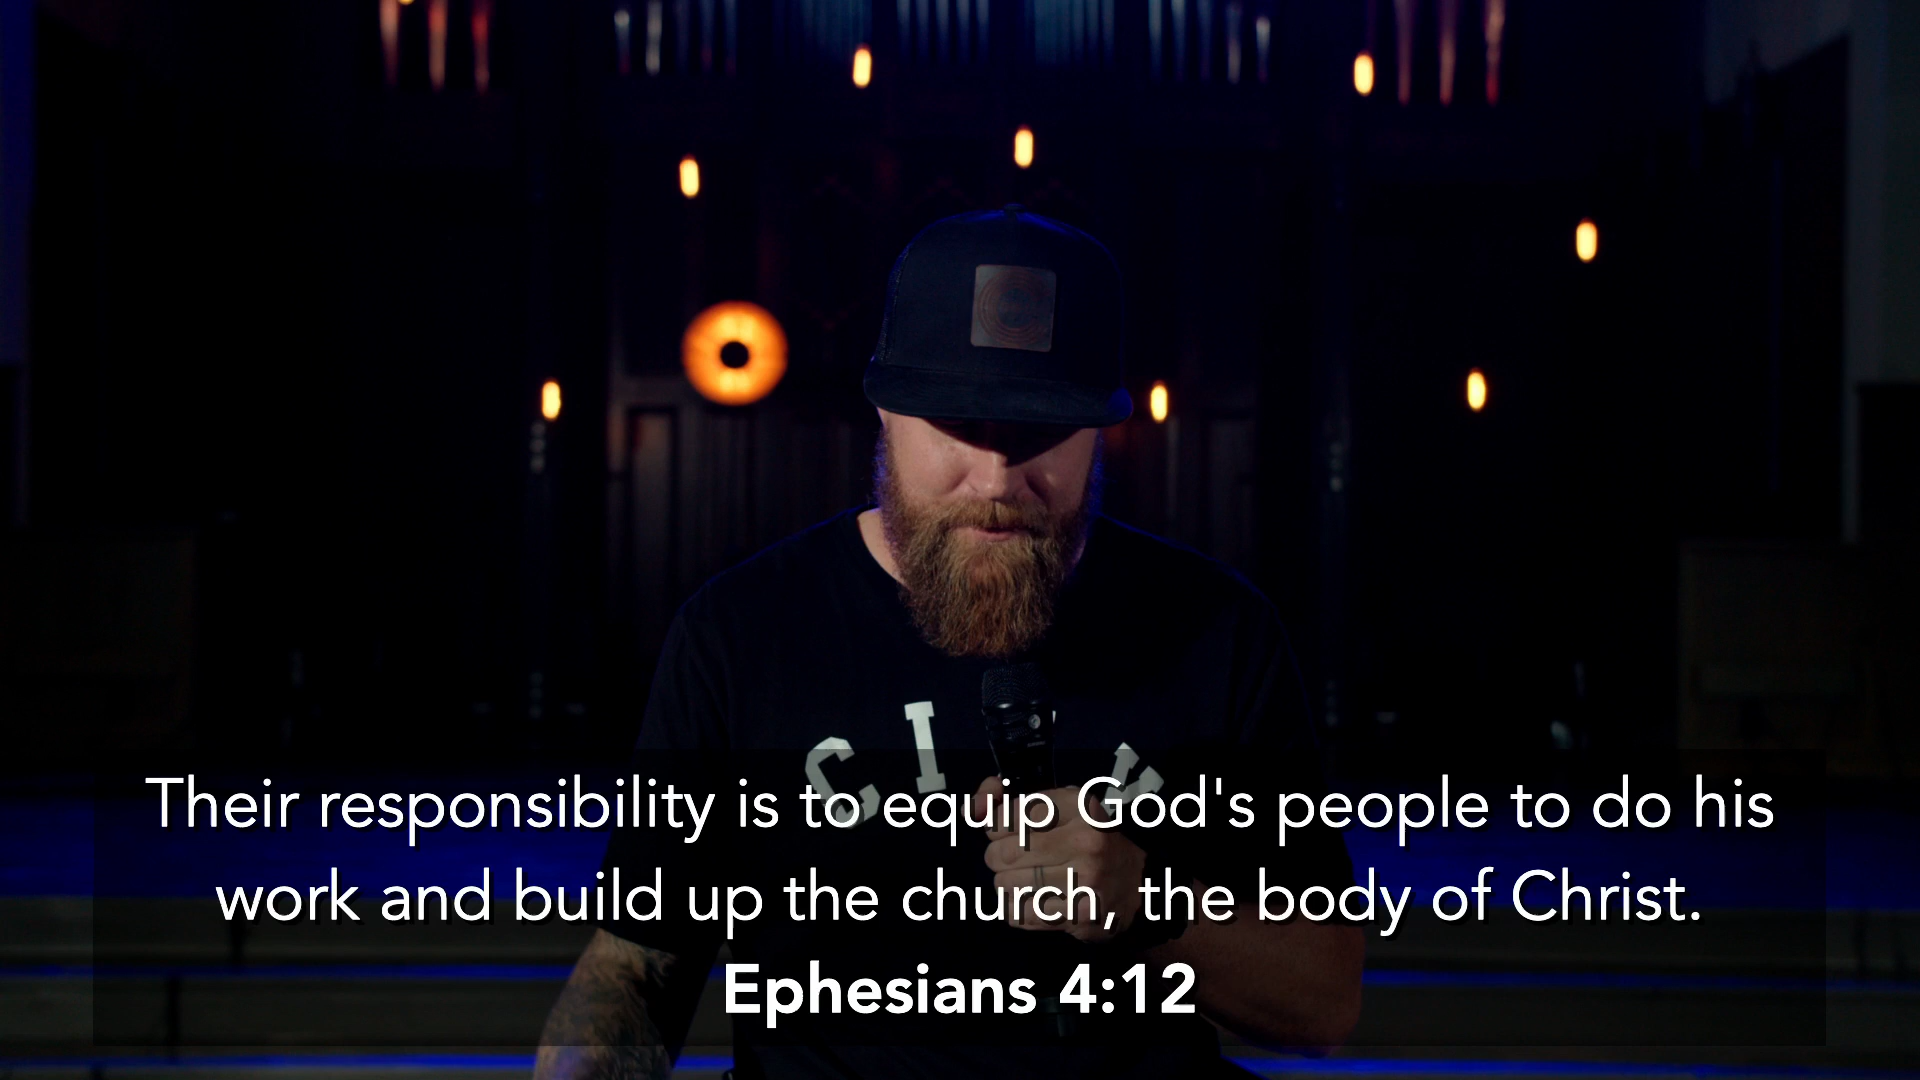 CI
Their responsibility is to equip God's people to do his
work and build up the church, the body of Christ.
Ephesians 4:12